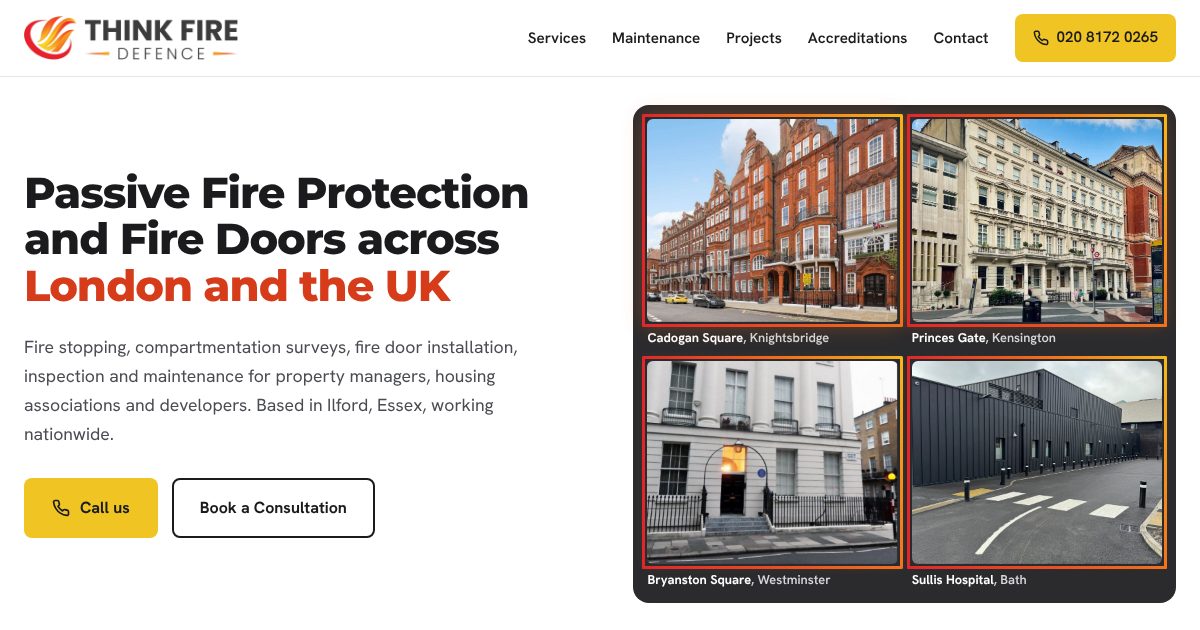 THINK FIRE
DEFENCE
Services
Maintenance
Projects
Accreditations
Contact
020 8172 0265
Passive Fire Protection
and Fire Doors across
London and the UK
Fire stopping, compartmentation surveys, fire door installation,
inspection and maintenance for property managers, housing
associations and developers. Based in Ilford, Essex, working
nationwide.
Call us
Book a Consultation
Cadogan Square, Knightsbridge
Princes Gate, Kensington
Bryanston Square, Westminster
Sullis Hospital, Bath